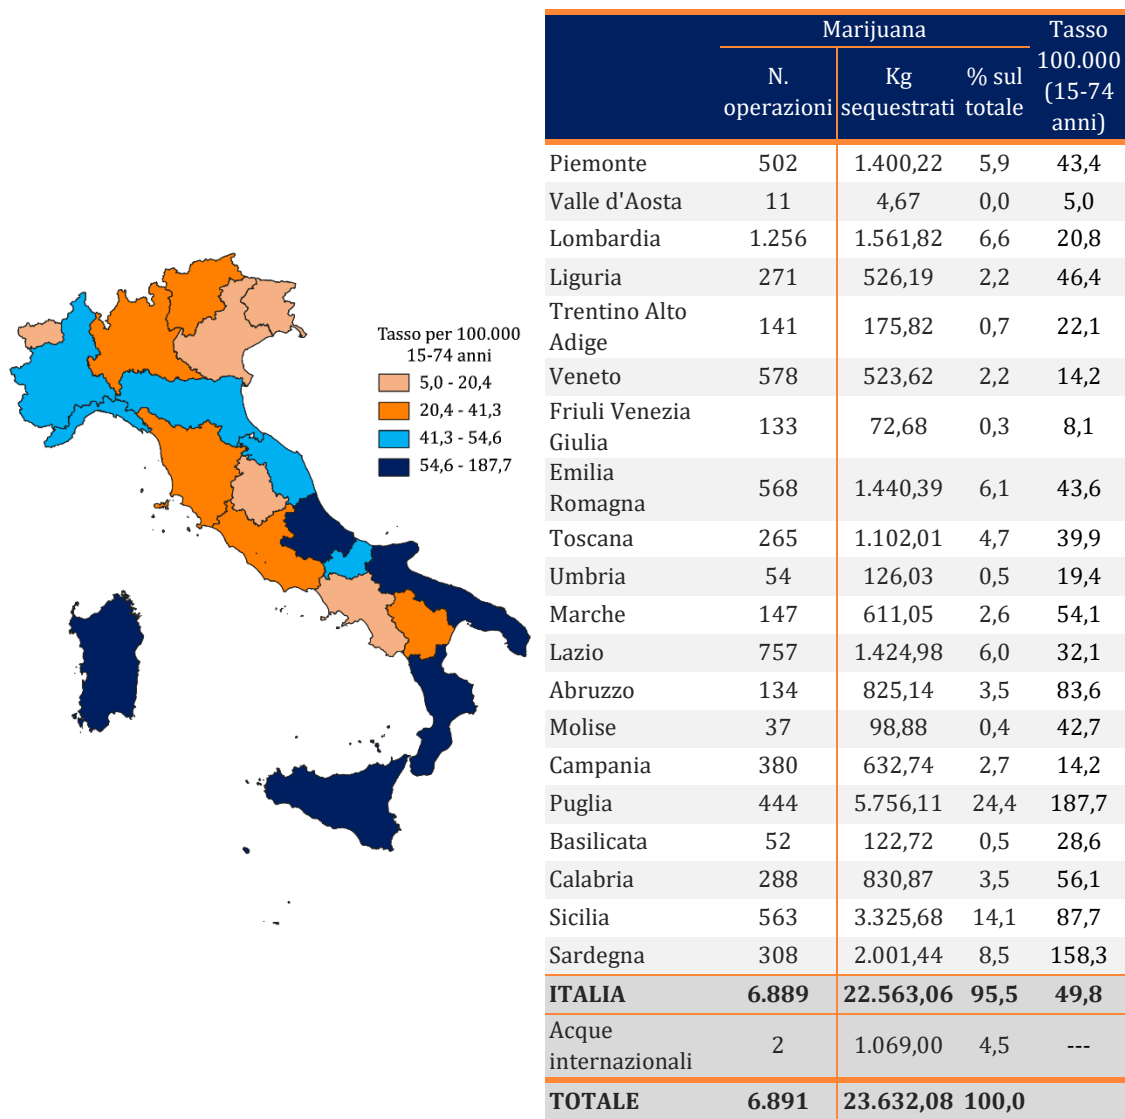 Tasso per 100.000
15-74 anni
5,0 - 20,4
20,4 - 41,3
41,3 - 54,6
54,6 - 187,7
Marijuana Tasso 100.000 (15-74 anni)
N. operazioni Kg sequestrati % sul totale
Piemonte 502 1.400,22 5,9 43,4
Valle d'Aosta 11 4,67 0,0 5,0
Lombardia 1.256 1.561,82 6,6 20,8
Liguria 271 526,19 2,2 46,4
Trentino Alto Adige 141 175,82 0,7 22,1
Veneto 578 523,62 2,2 14,2
Friuli Venezia Giulia 133 72,68 0,3 8,1
Emilia Romagna 568 1.440,39 6,1 43,6
Toscana 265 1.102,01 4,7 39,9
Umbria 54 126,03 0,5 19,4
Marche 147 611,05 2,6 54,1
Lazio 757 1.424,98 6,0 32,1
Abruzzo 134 825,14 3,5 83,6
Molise 37 98,88 0,4 42,7
Campania 380 632,74 2,7 14,2
Puglia 444 5.756,11 24,4 187,7
Basilicata 52 122,72 0,5 28,6
Calabria 288 830,87 3,5 56,1
Sicilia 563 3.325,68 14,1 87,7
Sardegna 308 2.001,44 8,5 158,3
ITALIA 6.889 22.563,06 95,5 49,8
Acque internazionali 2 1.069,00 4,5 ---
TOTALE 6.891 23.632,08 100,0